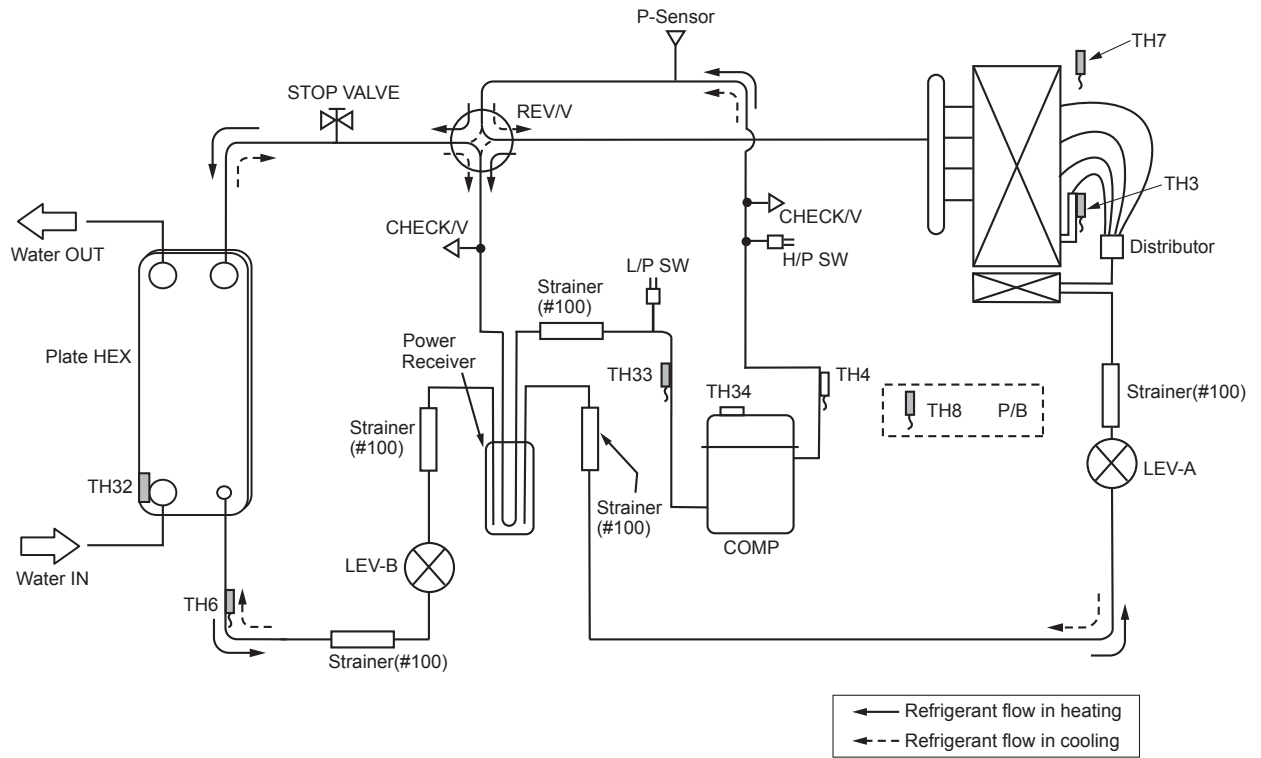 P-Sensor
TH7
STOP VALVE
REV/V
TH3
Water OUT
CHECK/V
CHECK/V
H/P SW
Distributor
L/P SW
Strainer
(#100)
Plate HEX
Power
Receiver
TH33
TH34
TH4
Strainer(#100)
TH8 P/B
Strainer
(#100)
LEV-A
TH32
Strainer
(#100)
COMP
Water IN
LEV-B
TH6
Strainer(#100)
Refrigerant flow in heating
Refrigerant flow in cooling